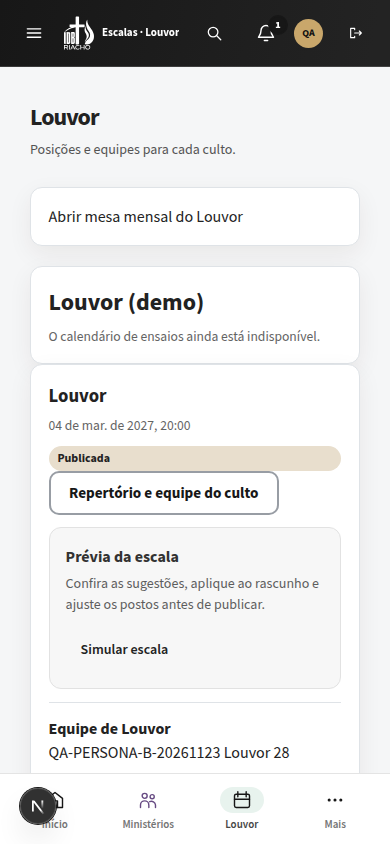 IDB
RIACHO
Escalas · Louvor
1
QA
Louvor
Posições e equipes para cada culto.
Abrir mesa mensal do Louvor
Louvor (demo)
O calendário de ensaios ainda está indisponível.
Louvor
04 de mar. de 2027, 20:00
Publicada
Repertório e equipe do culto
Prévia da escala
Confira as sugestões, aplique ao rascunho e
ajuste os postos antes de publicar.
Simular escala
Equipe de Louvor
QA-PERSONA-B-20261123 Louvor 28
N
Início
Ministérios
Louvor
Mais